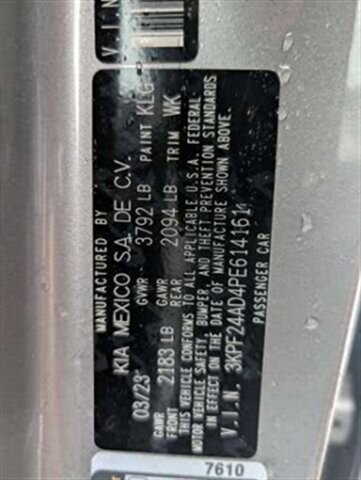 V.I.N
MANUFACTURED BY
KIA MEXICO S.A. DE C.V.
03/23 GVWR 3792 LB PAINT KLG
GAWR FRONT 2183 LB GAWR REAR 2094 LB TRIM WK
THIS VEHICLE CONFORMS TO ALL APPLICABLE U.S.A. FEDERAL
MOTOR VEHICLE SAFETY, BUMPER, AND THEFT PREVENTION STANDARDS
IN EFFECT ON THE DATE OF MANUFACTURE SHOWN ABOVE.
V.I.N. 3KPF24AD4PE614161
PASSENGER CAR
7610